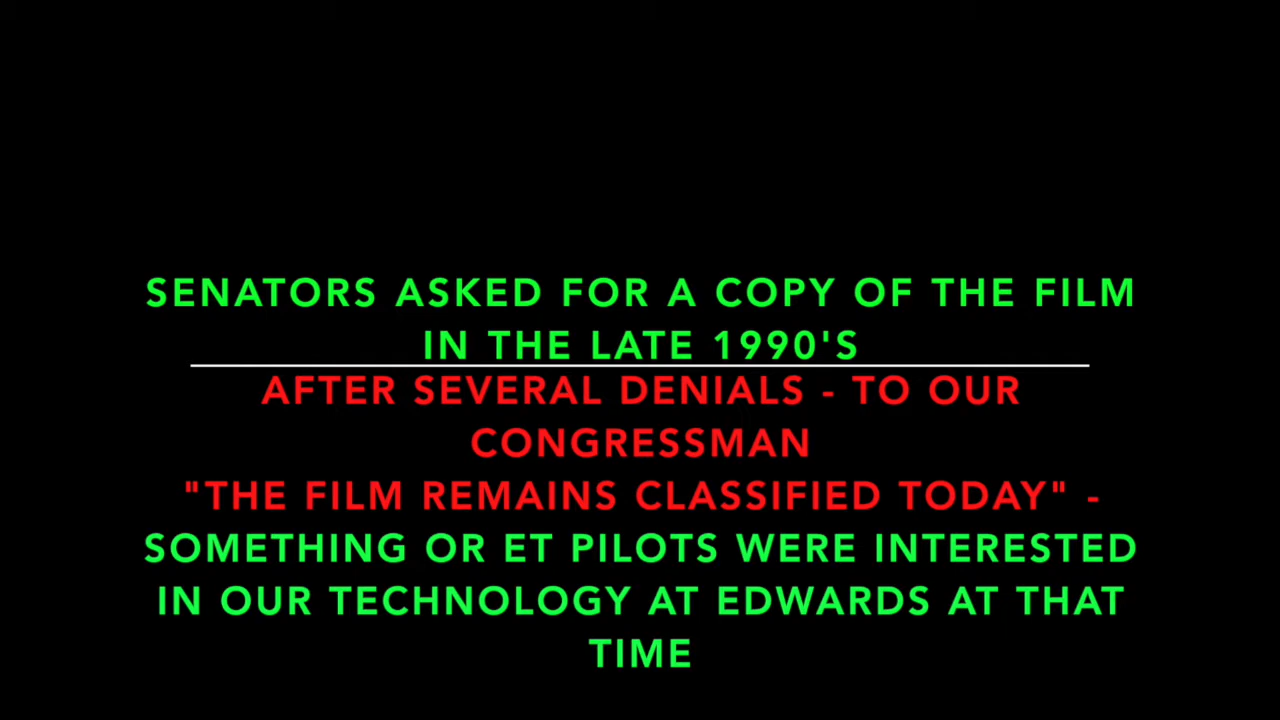 SENATORS ASKED FOR A COPY OF THE FILM
IN THE LATE 1990'S
AFTER SEVERAL DENIALS - TO OUR
CONGRESSMAN
"THE FILM REMAINS CLASSIFIED TODAY" -
SOMETHING OR ET PILOTS WERE INTERESTED
IN OUR TECHNOLOGY AT EDWARDS AT THAT
TIME